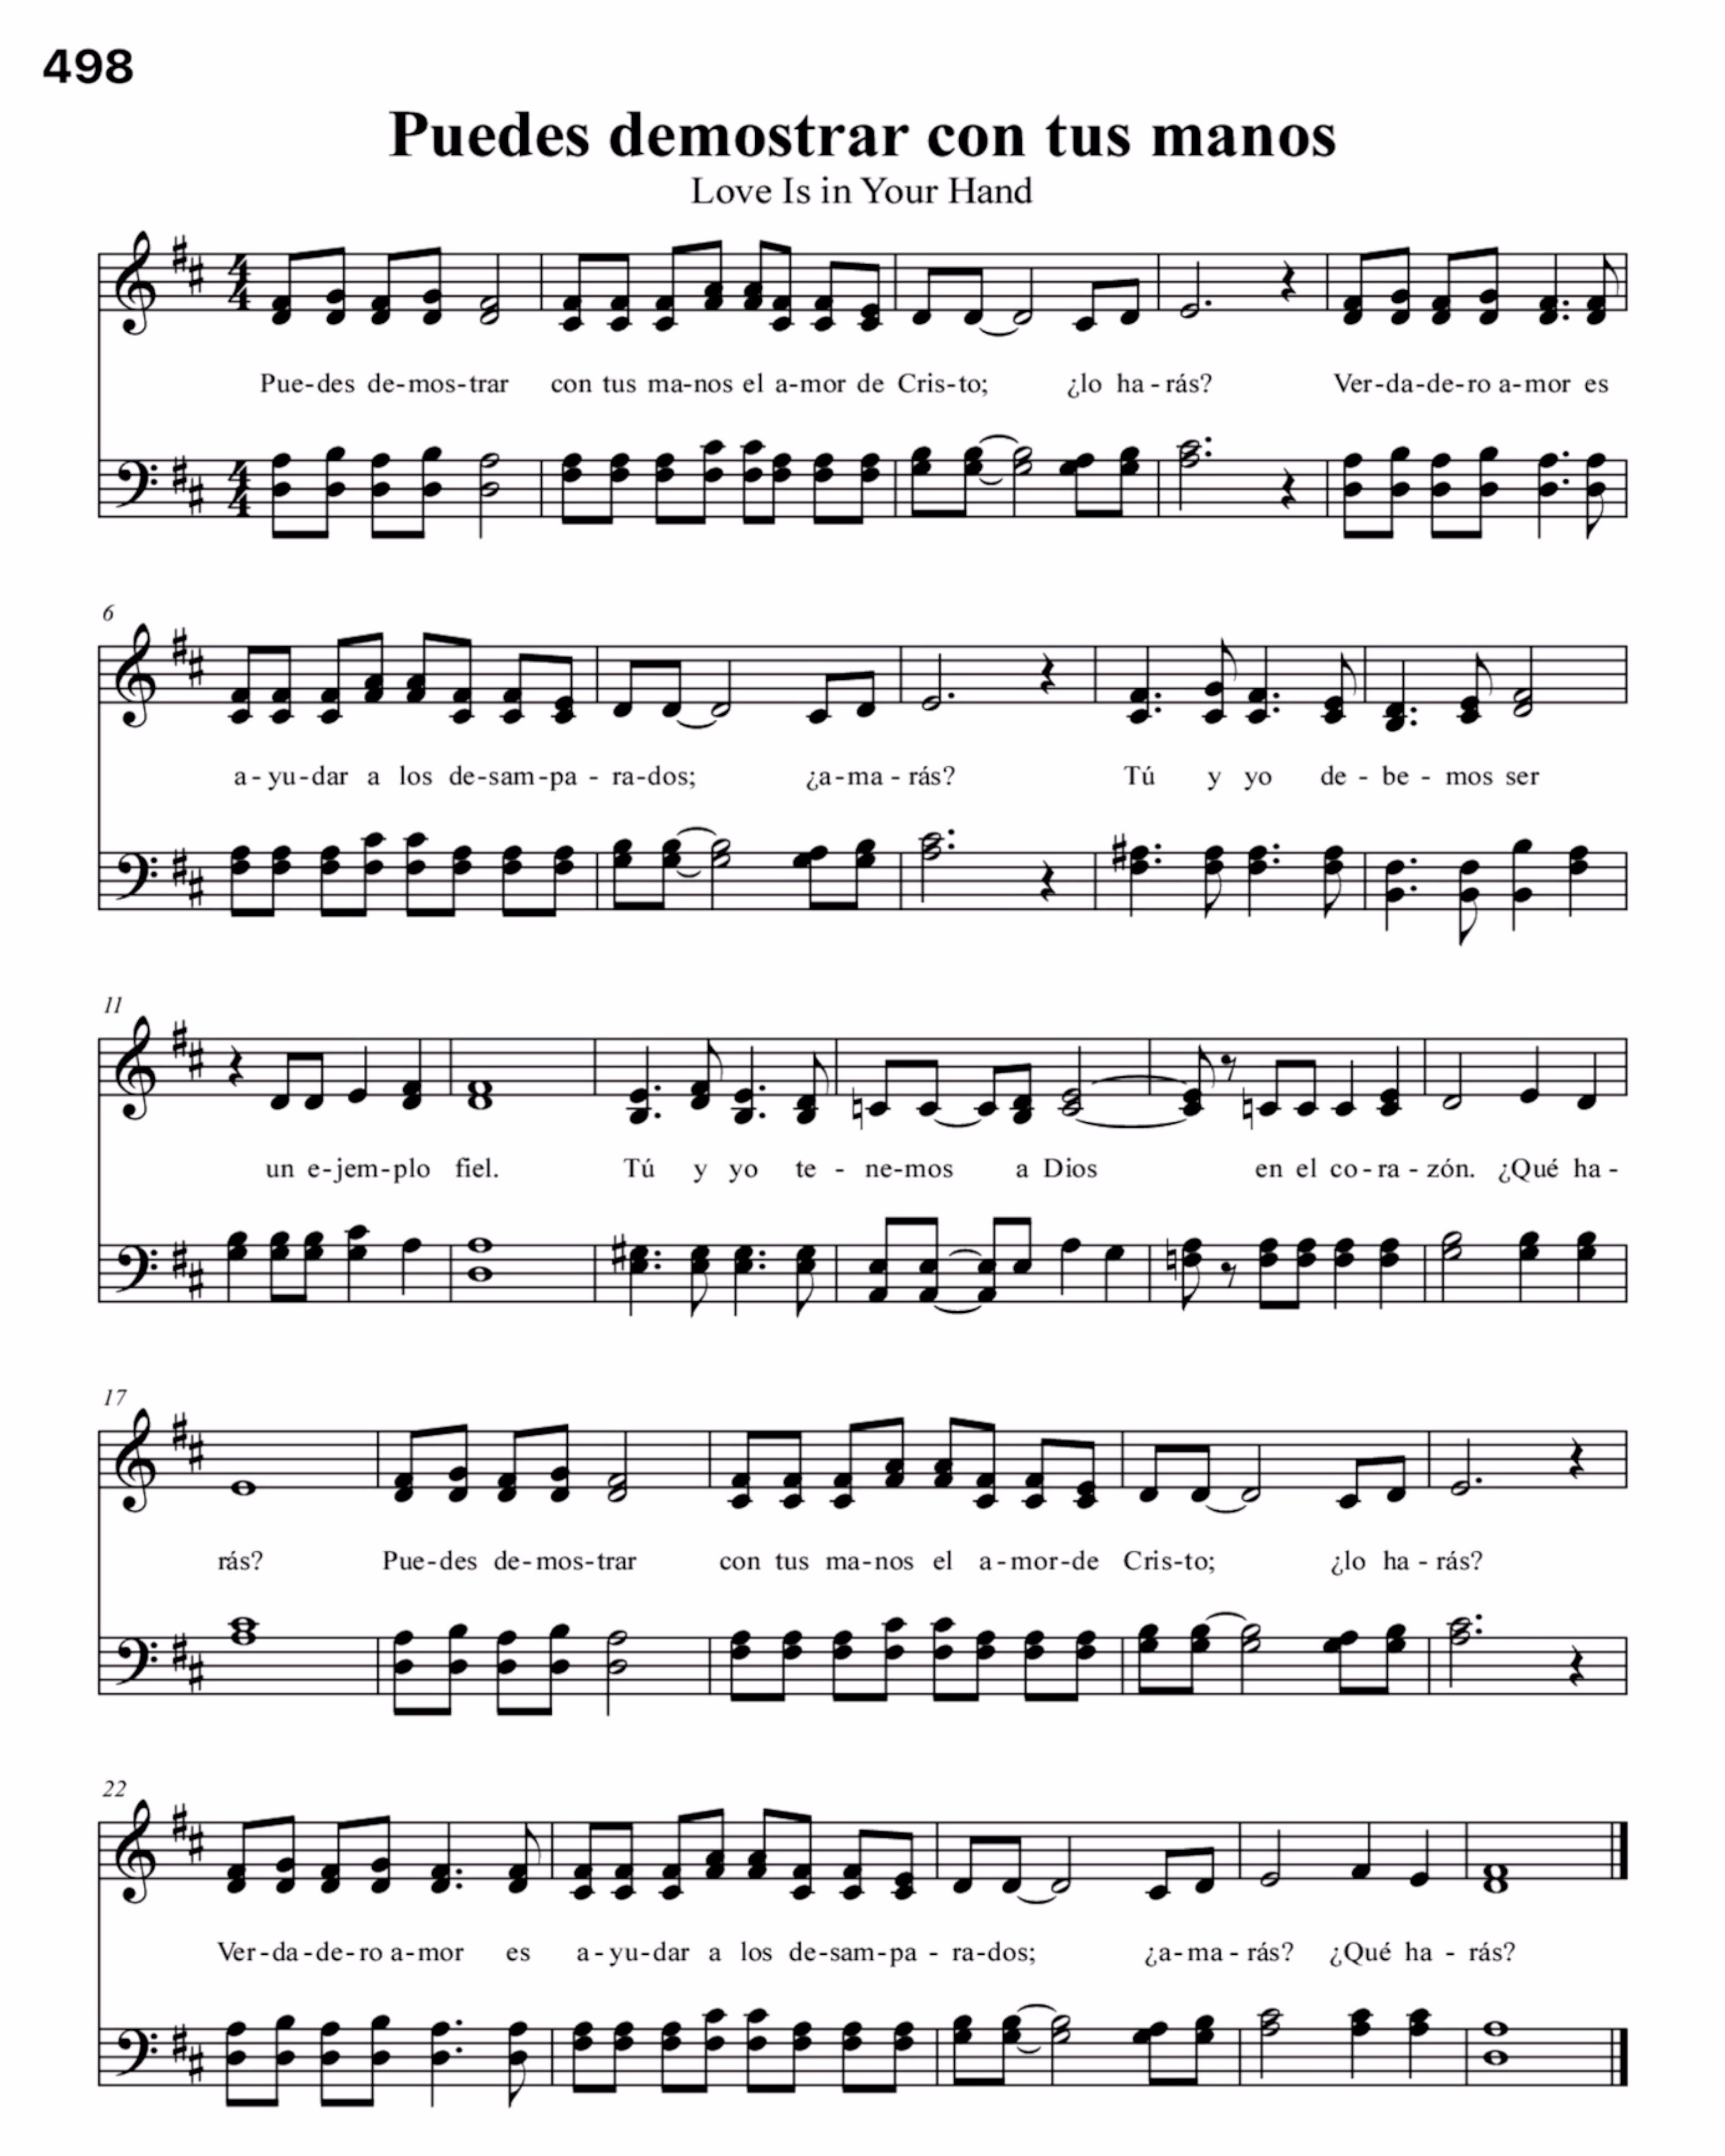 498
Puedes demostrar con tus manos
Love Is in Your Hand
Pue-des de-mos-trar con tus ma-nos el a-mor de Cris-to; ¿lo ha-rás? Ver-da-de-ro a-mor es
6
a-yu-dar a los de-sam-pa-ra-dos; ¿a-ma-rás? Tú y yo de-be-mos ser
11
un e-jem-plo fiel. Tú y yo te-ne-mos a Dios en el co-ra-zón. ¿Qué ha-
17
rás? Pue-des de-mos-trar con tus ma-nos el a-mor-de Cris-to; ¿lo ha-rás?
22
Ver-da-de-ro a-mor es a-yu-dar a los de-sam-pa-ra-dos; ¿a-ma-rás? ¿Qué ha-rás?